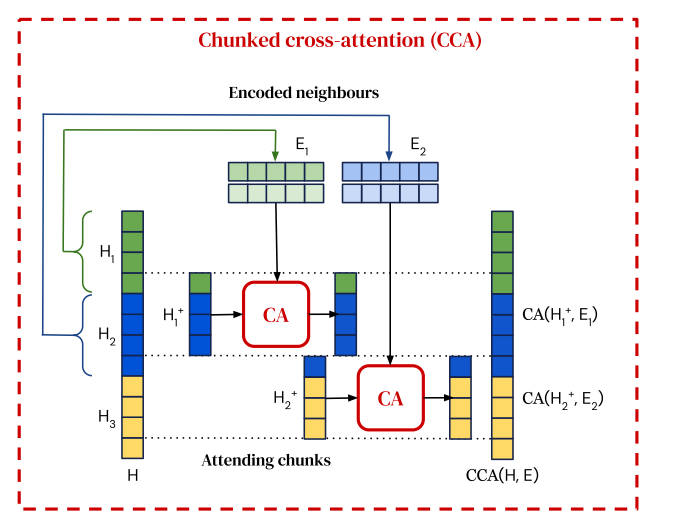 Chunked cross-attention (CCA)
Encoded neighbours
E1
E2
H1
H1+
CA
CA(H1+, E1)
H2
H2+
CA
CA(H2+, E2)
H3
Attending chunks
H
CCA(H, E)